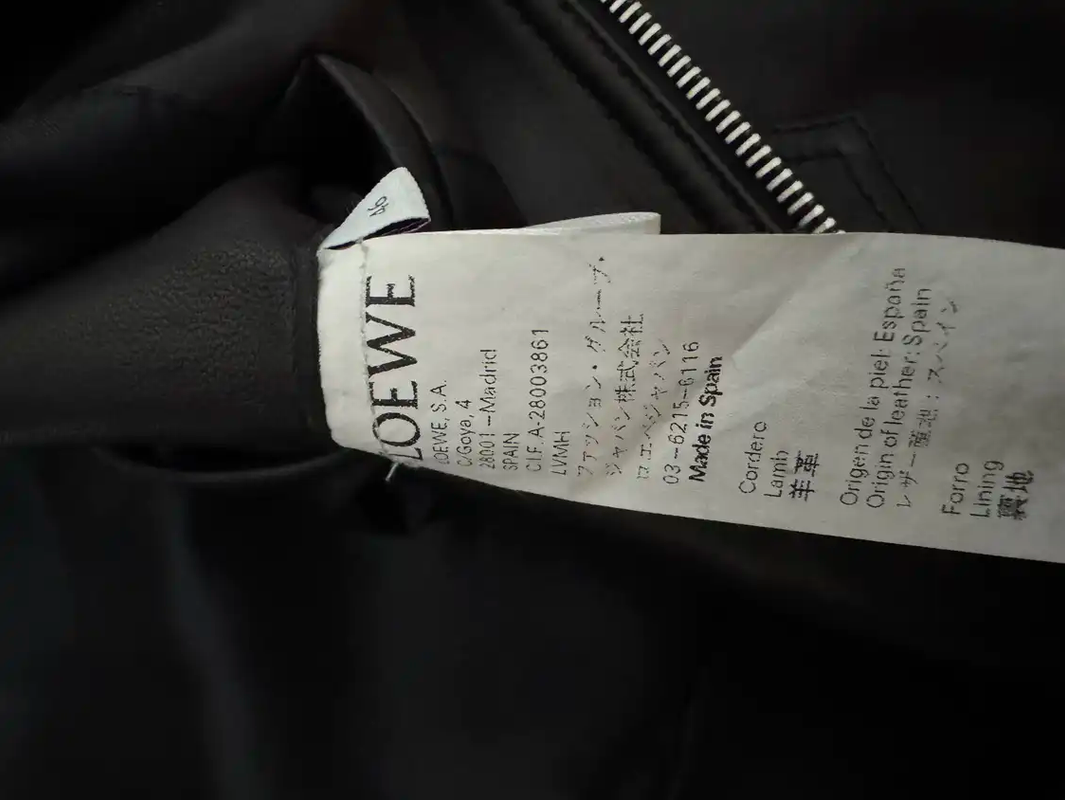 LOEWE
LOEWE, S.A.
C/Goya, 4
28001 - Madrid
SPAIN
C.I.F. A-28003861
LVMH
ファッション・グループ・
ジャパン株式会社
ロエベジャパン
03-6215-6116
Made in Spain
Cordero
Lamb
羊革
Origen de la piel: España
Origin of leather: Spain
レザー産地: スペイン
Forro
Lining
裏地